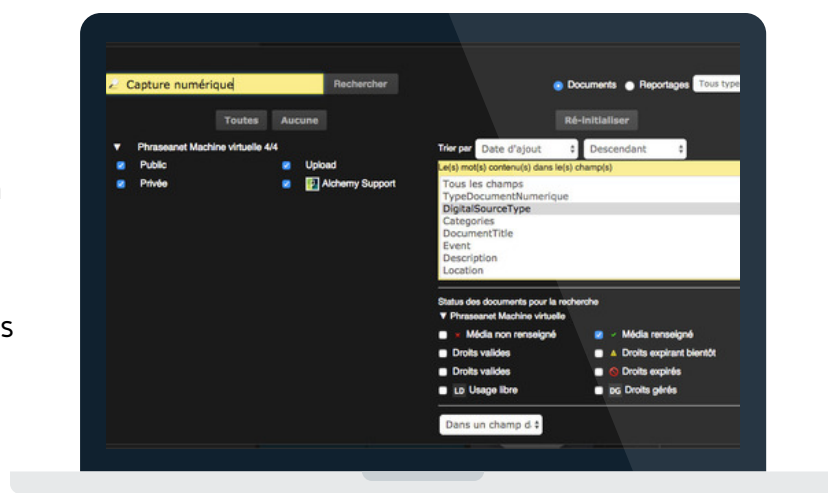 Capture numérique
Rechercher
Documents
Reportages
Tous type
Toutes
Aucune
Ré-initialiser
Phraseanet Machine virtuelle 4/4
Public
Upload
Privée
Alchemy Support
Trier par
Date d'ajout
Descendant
Le(s) mot(s) contenu(s) dans le(s) champ(s)
Tous les champs
TypeDocumentNumerique
DigitalSourceType
Categories
DocumentTitle
Event
Description
Location
Status des documents pour la recherche
Phraseanet Machine virtuelle
Média non renseigné
Média renseigné
Droits valides
Droits expirant bientôt
Droits valides
Droits expirés
LD Usage libre
DG Droits gérés
Dans un champ d
s